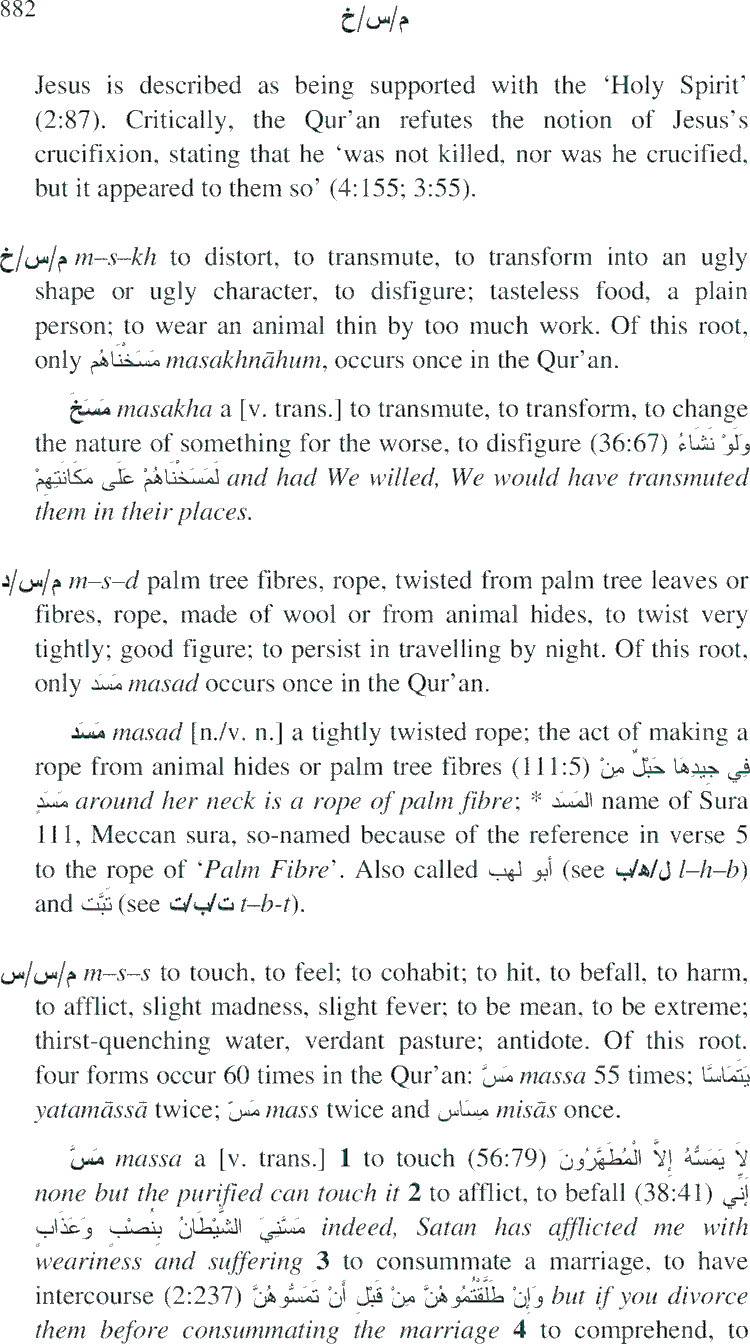 882
م/س/خ
Jesus is described as being supported with the ‘Holy Spirit’
(2:87). Critically, the Qur’an refutes the notion of Jesus’s
crucifixion, stating that he ‘was not killed, nor was he crucified,
but it appeared to them so’ (4:155; 3:55).
م/س/خ m–s–kh to distort, to transmute, to transform into an ugly
shape or ugly character, to disfigure; tasteless food, a plain
person; to wear an animal thin by too much work. Of this root,
only مَسَخْنَاهُم masakhnāhum, occurs once in the Qur’an.
مَسَخَ masakha a [v. trans.] to transmute, to transform, to change
the nature of something for the worse, to disfigure (36:67) وَلَوْ نَشَاءُ
لَمَسَخْنَاهُمْ عَلَى مَكَانَتِهِمْ and had We willed, We would have transmuted
them in their places.
م/س/د m–s–d palm tree fibres, rope, twisted from palm tree leaves or
fibres, rope, made of wool or from animal hides, to twist very
tightly; good figure; to persist in travelling by night. Of this root,
only مَسَد masad occurs once in the Qur’an.
مَسَد masad [n./v. n.] a tightly twisted rope; the act of making a
rope from animal hides or palm tree fibres (111:5) فِي جِيدِهَا حَبْلٌ مِنْ
مَسَدٍ around her neck is a rope of palm fibre; * المَسَد name of Sura
111, Meccan sura, so-named because of the reference in verse 5
to the rope of ‘Palm Fibre’. Also called أبو لهب (see ل/ﻫ/ب l–h–b)
and تَبَّت (see ت/ب/ت t–b-t).
م/س/س m–s–s to touch, to feel; to cohabit; to hit, to befall, to harm,
to afflict, slight madness, slight fever; to be mean, to be extreme;
thirst-quenching water, verdant pasture; antidote. Of this root.
four forms occur 60 times in the Qur’an: مَسَّ massa 55 times; يَتَمَاسَّا
yatamāssā twice; مَسّ mass twice and مِسَاس misās once.
مَسَّ massa a [v. trans.] 1 to touch (56:79) لاَ يَمَسُّهُ إِلاَّ الْمُطَهَّرُونَ
none but the purified can touch it 2 to afflict, to befall (38:41) أَنِّي
مَسَّنِيَ الشَّيْطَانُ بِنُصْبٍ وَعَذَابٍ indeed, Satan has afflicted me with
weariness and suffering 3 to consummate a marriage, to have
intercourse (2:237) وَإِنْ طَلَّقْتُمُوهُنَّ مِنْ قَبْلِ أَنْ تَمَسُّوهُنَّ but if you divorce
them before consummating the marriage 4 to comprehend, to